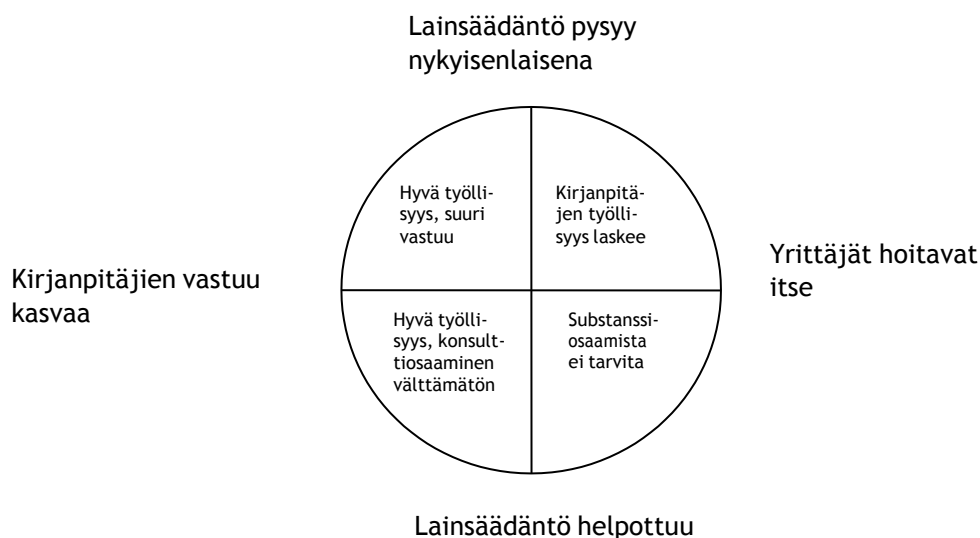 Lainsäädäntö pysyy
nykyisenlaisena
Hyvä työlli-
syys, suuri
vastuu
Kirjanpitä-
jen työlli-
syys laskee
Kirjanpitäjien vastuu
kasvaa
Yrittäjät hoitavat
itse
Hyvä työlli-
syys, konsult-
tiosaaminen
välttämätön
Substanssi-
osaamista
ei tarvita
Lainsäädäntö helpottuu